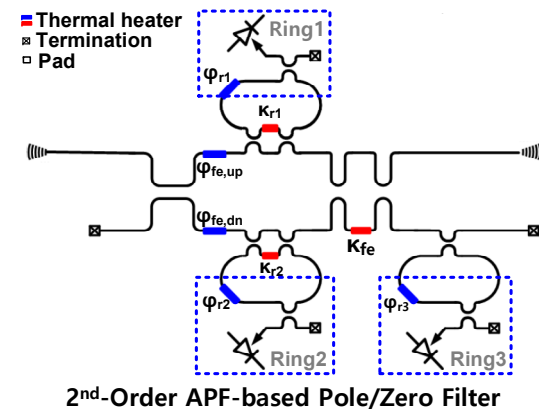 Thermal heater
Termination
Pad
Ring1
φr1
κr1
φfe,up
φfe,dn
κfe
κr2
φr2
φr3
Ring2
Ring3
2nd-Order APF-based Pole/Zero Filter